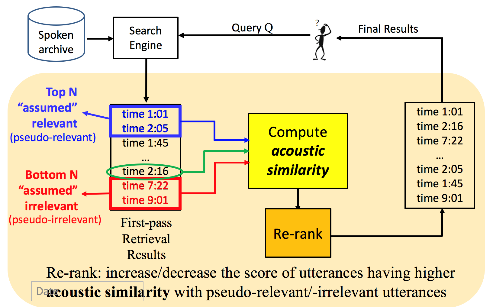 Spoken
archive
Search
Engine
Query Q
Final Results
Top N
“assumed”
relevant
(pseudo-relevant)
Bottom N
“assumed”
irrelevant
(pseudo-irrelevant)
time 1:01
time 2:05
time 1:45
...
time 2:16
time 7:22
time 9:01
First-pass
Retrieval
Results
Compute
acoustic
similarity
Re-rank
time 1:01
time 2:16
time 7:22
...
time 2:05
time 1:45
time 9:01
Re-rank: increase/decrease the score of utterances having higher
acoustic similarity with pseudo-relevant/-irrelevant utterances
Date